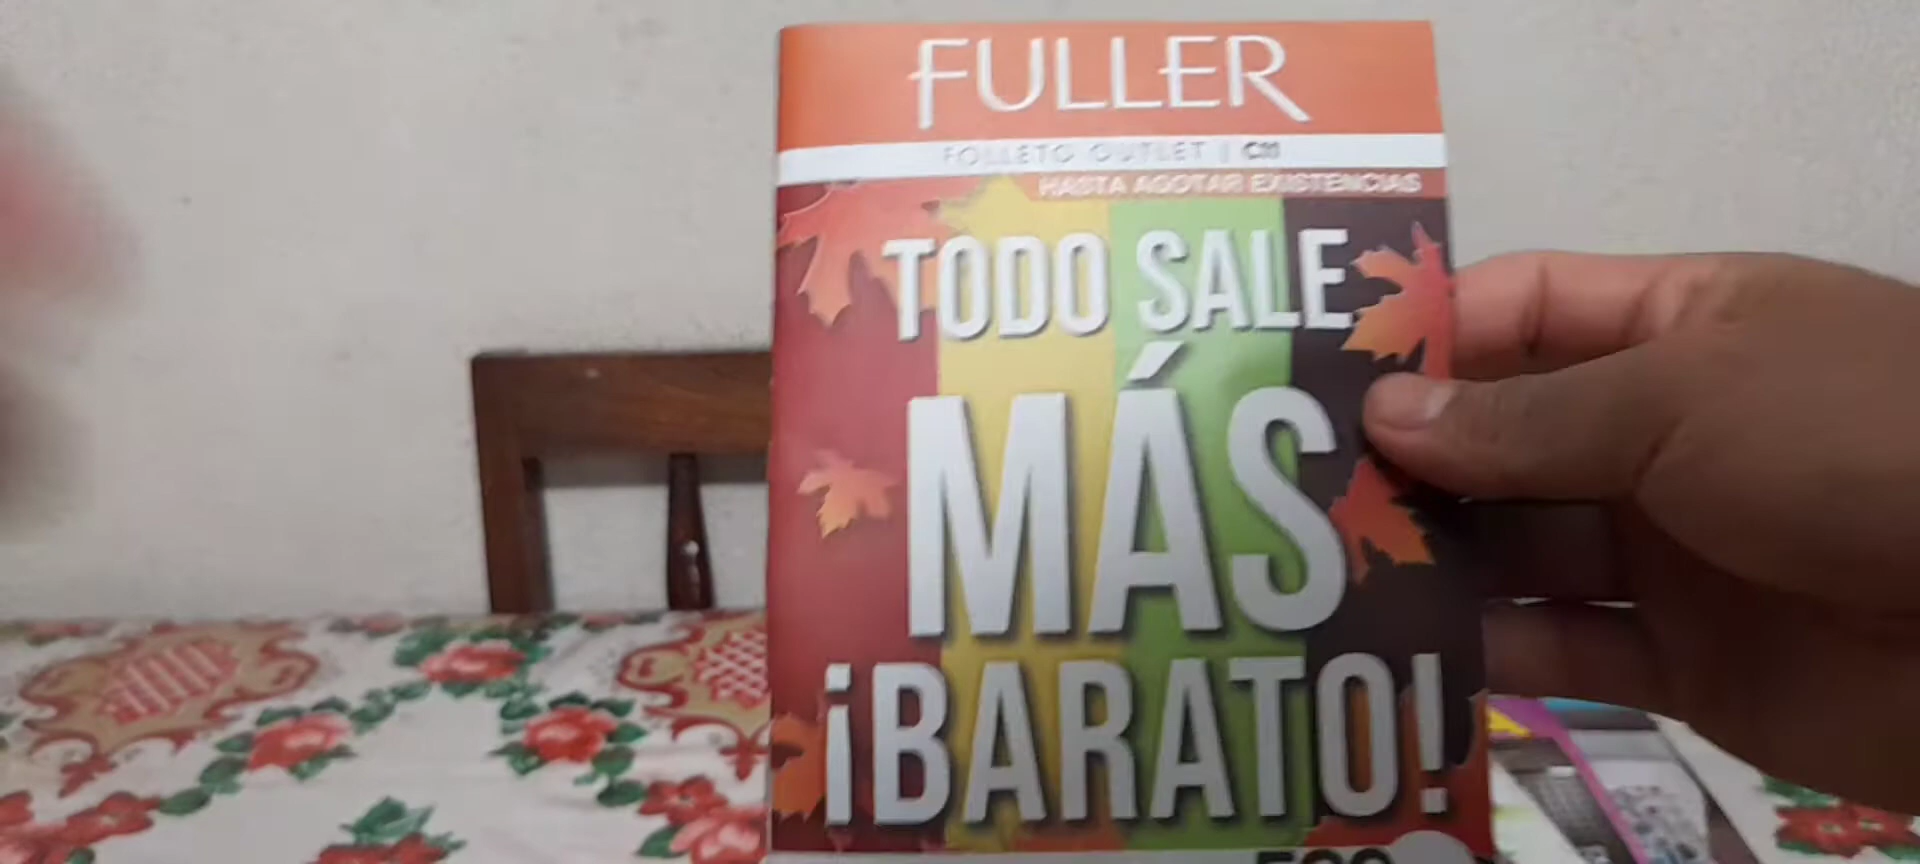 FULLER
FOLLETO OUTLET | C11
HASTA AGOTAR EXISTENCIAS
TODO SALE
MÁS
¡BARATO!